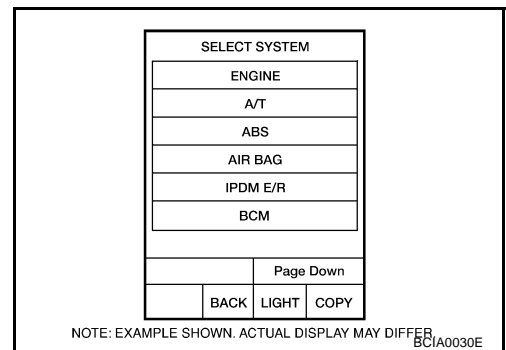 SELECT SYSTEM
ENGINE
A/T
ABS
AIR BAG
IPDM E/R
BCM
Page Down
BACK LIGHT COPY
NOTE: EXAMPLE SHOWN. ACTUAL DISPLAY MAY DIFFER.
BCIA0030E